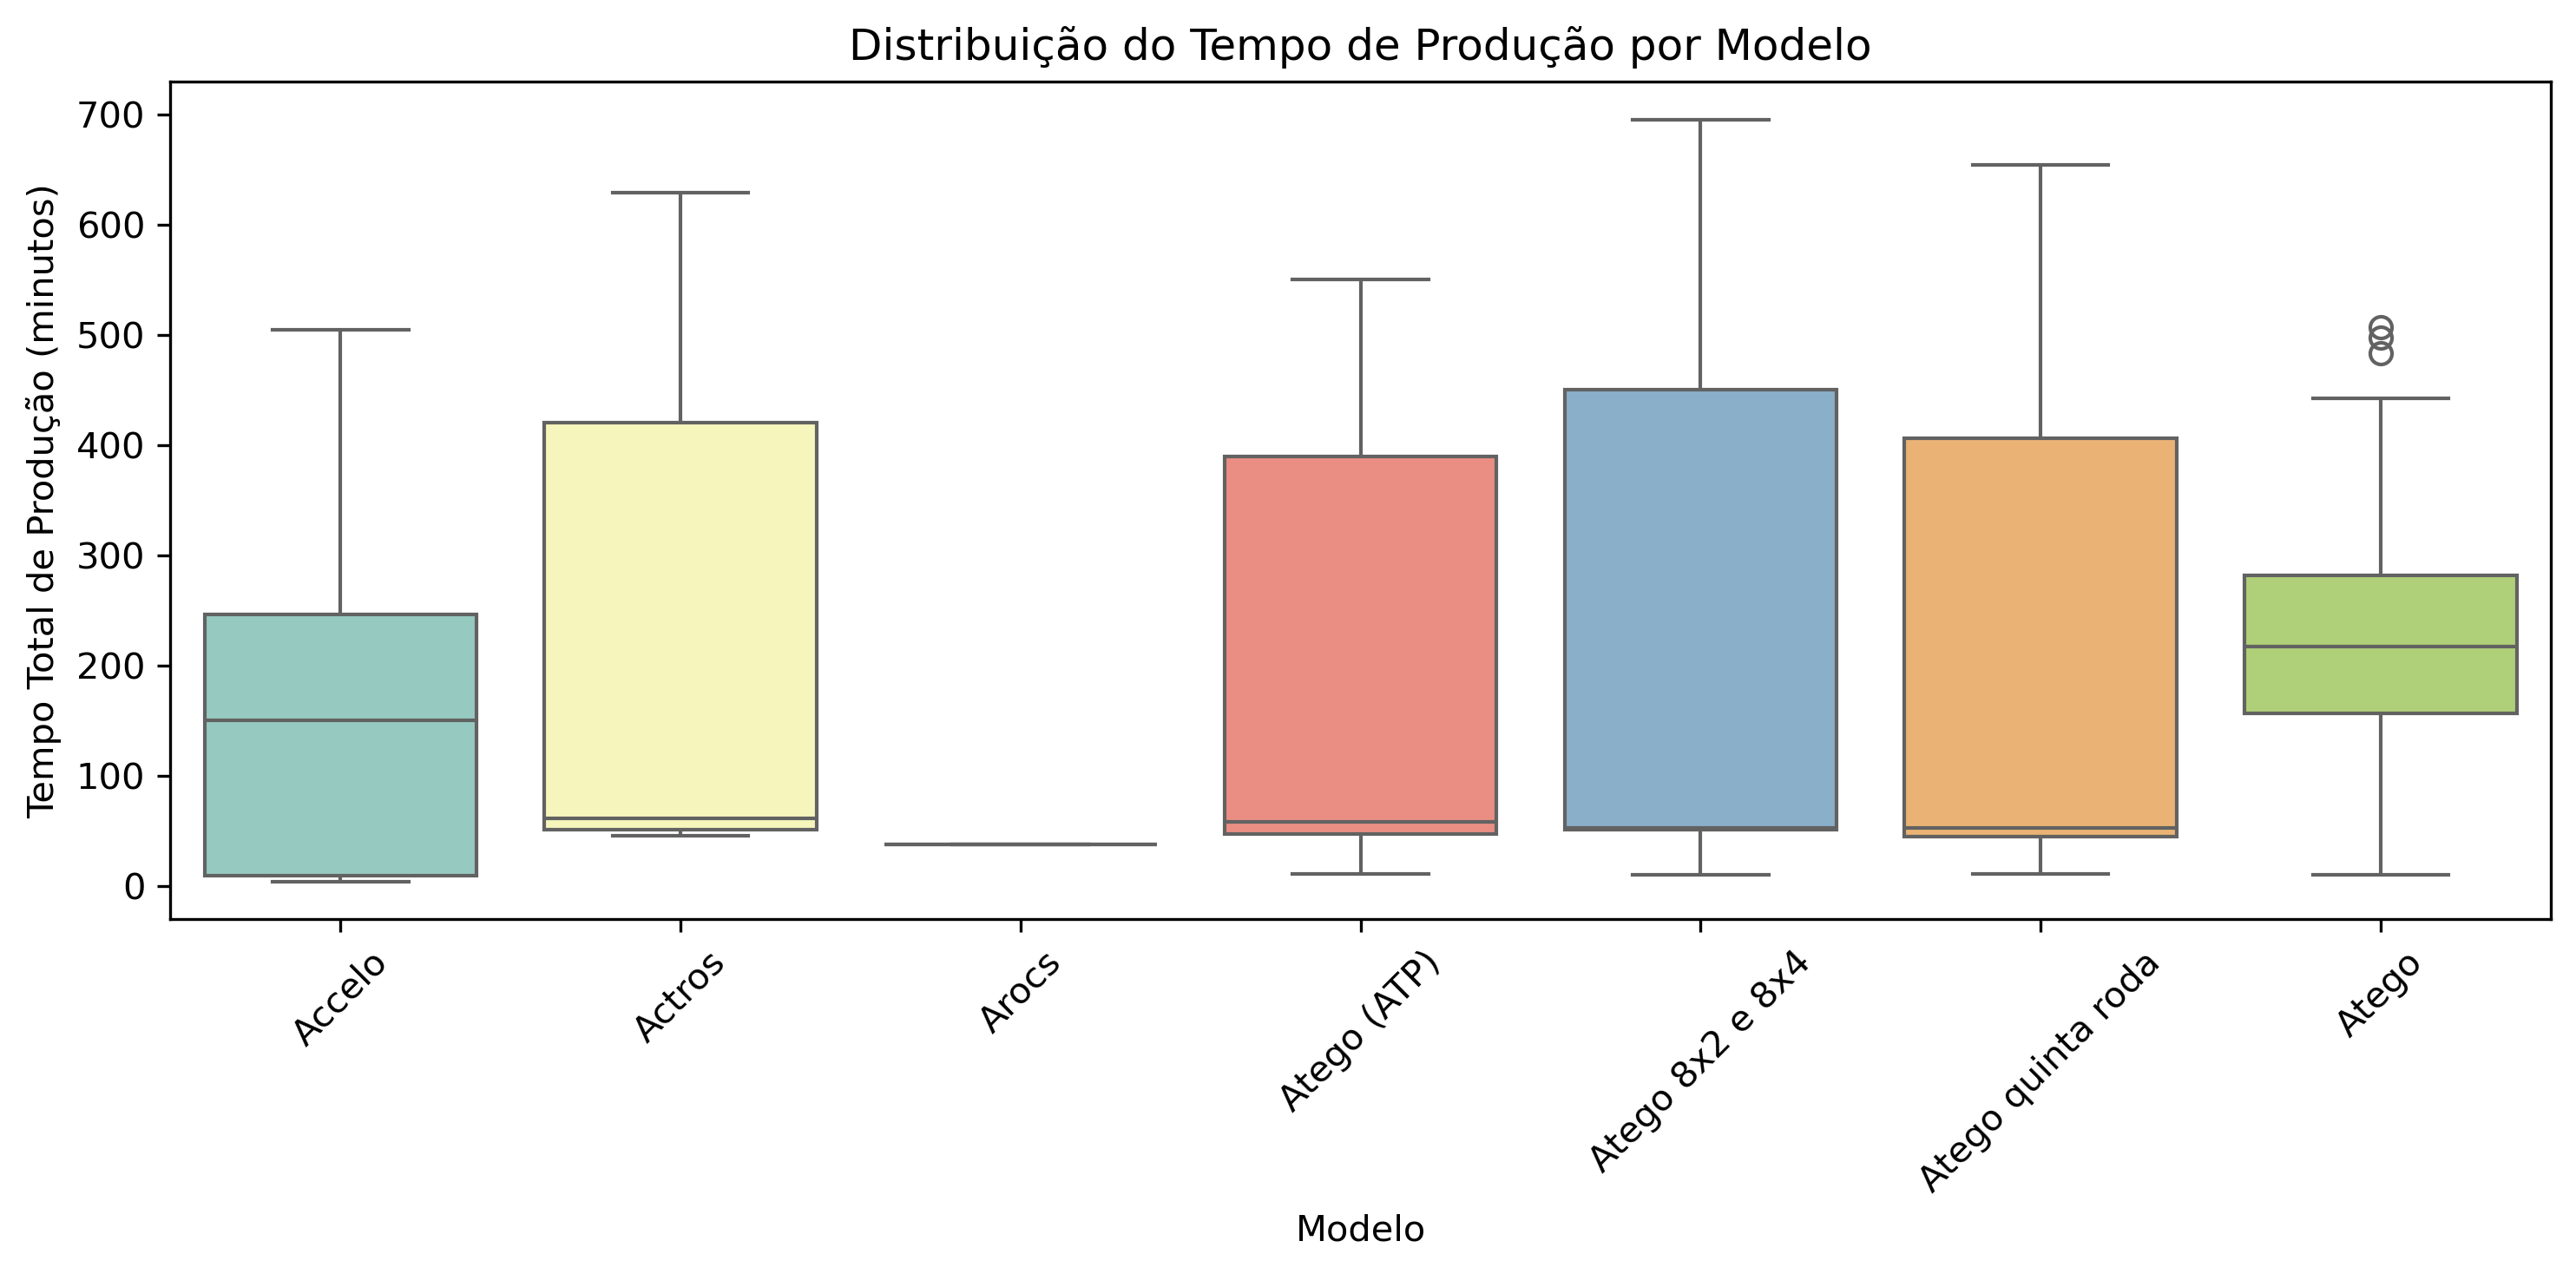 Distribuição do Tempo de Produção por Modelo
Tempo Total de Produção (minutos)
700
600
500
400
300
200
100
0
Accelo
Actros
Arocs
Atego (ATP)
Atego 8x2 e 8x4
Atego quinta roda
Atego
Modelo